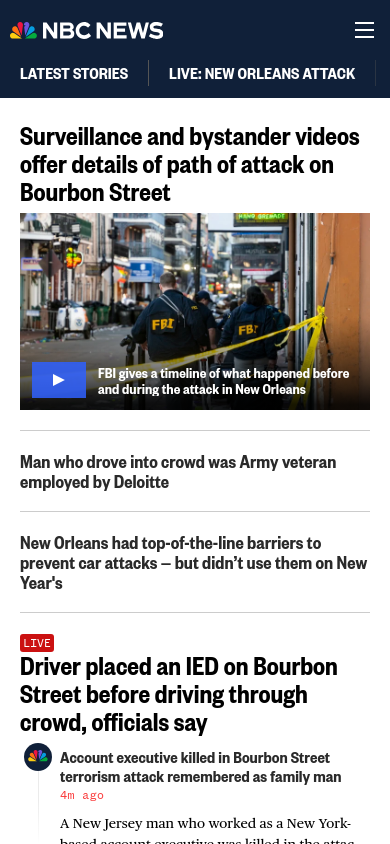 NBC NEWS
LATEST STORIES
LIVE: NEW ORLEANS ATTACK
Surveillance and bystander videos
offer details of path of attack on
Bourbon Street
HAND GRENADE
FBI
FBI
FBI gives a timeline of what happened before
and during the attack in New Orleans
Man who drove into crowd was Army veteran
employed by Deloitte
New Orleans had top-of-the-line barriers to
prevent car attacks — but didn’t use them on New
Year's
LIVE
Driver placed an IED on Bourbon
Street before driving through
crowd, officials say
Account executive killed in Bourbon Street
terrorism attack remembered as family man
4m ago
A New Jersey man who worked as a New York-
based account executive was killed in the attac